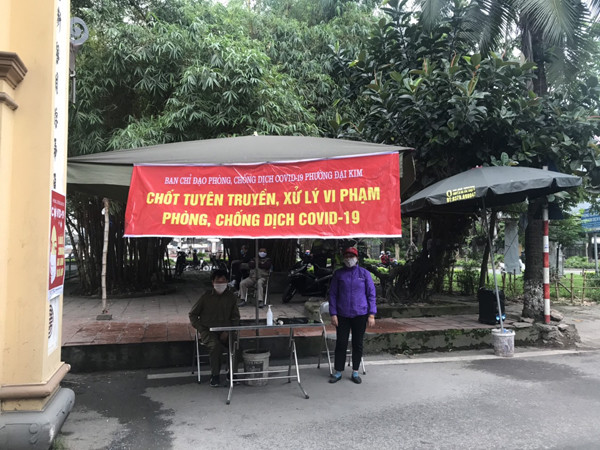 BAN CHỈ ĐẠO PHÒNG, CHỐNG DỊCH COVID-19 PHƯỜNG ĐẠI KIM
CHỐT TUYÊN TRUYỀN, XỬ LÝ VI PHẠM
PHÒNG, CHỐNG DỊCH COVID-19